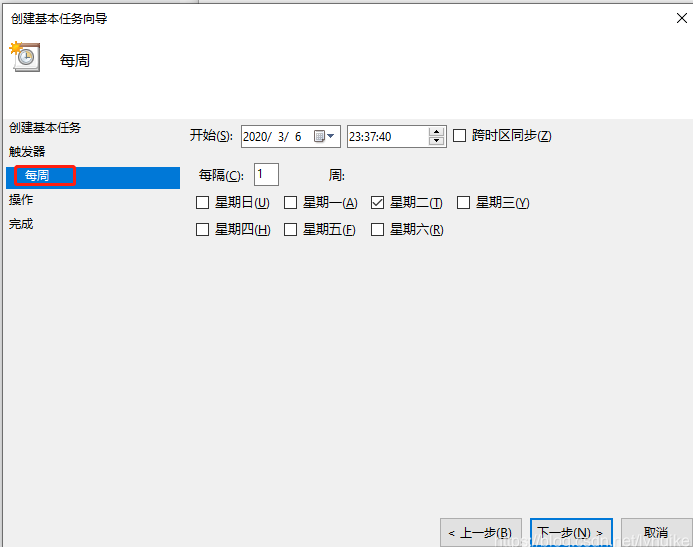 创建基本任务向导
每周
创建基本任务
触发器
每周
操作
完成
开始(S): 2020/ 3/ 6 23:37:40 跨时区同步(Z)
每隔(C): 1 周:
星期日(U) 星期一(A) 星期二(T) 星期三(Y)
星期四(H) 星期五(F) 星期六(R)
< 上一步(B) 下一步(N) > 取消